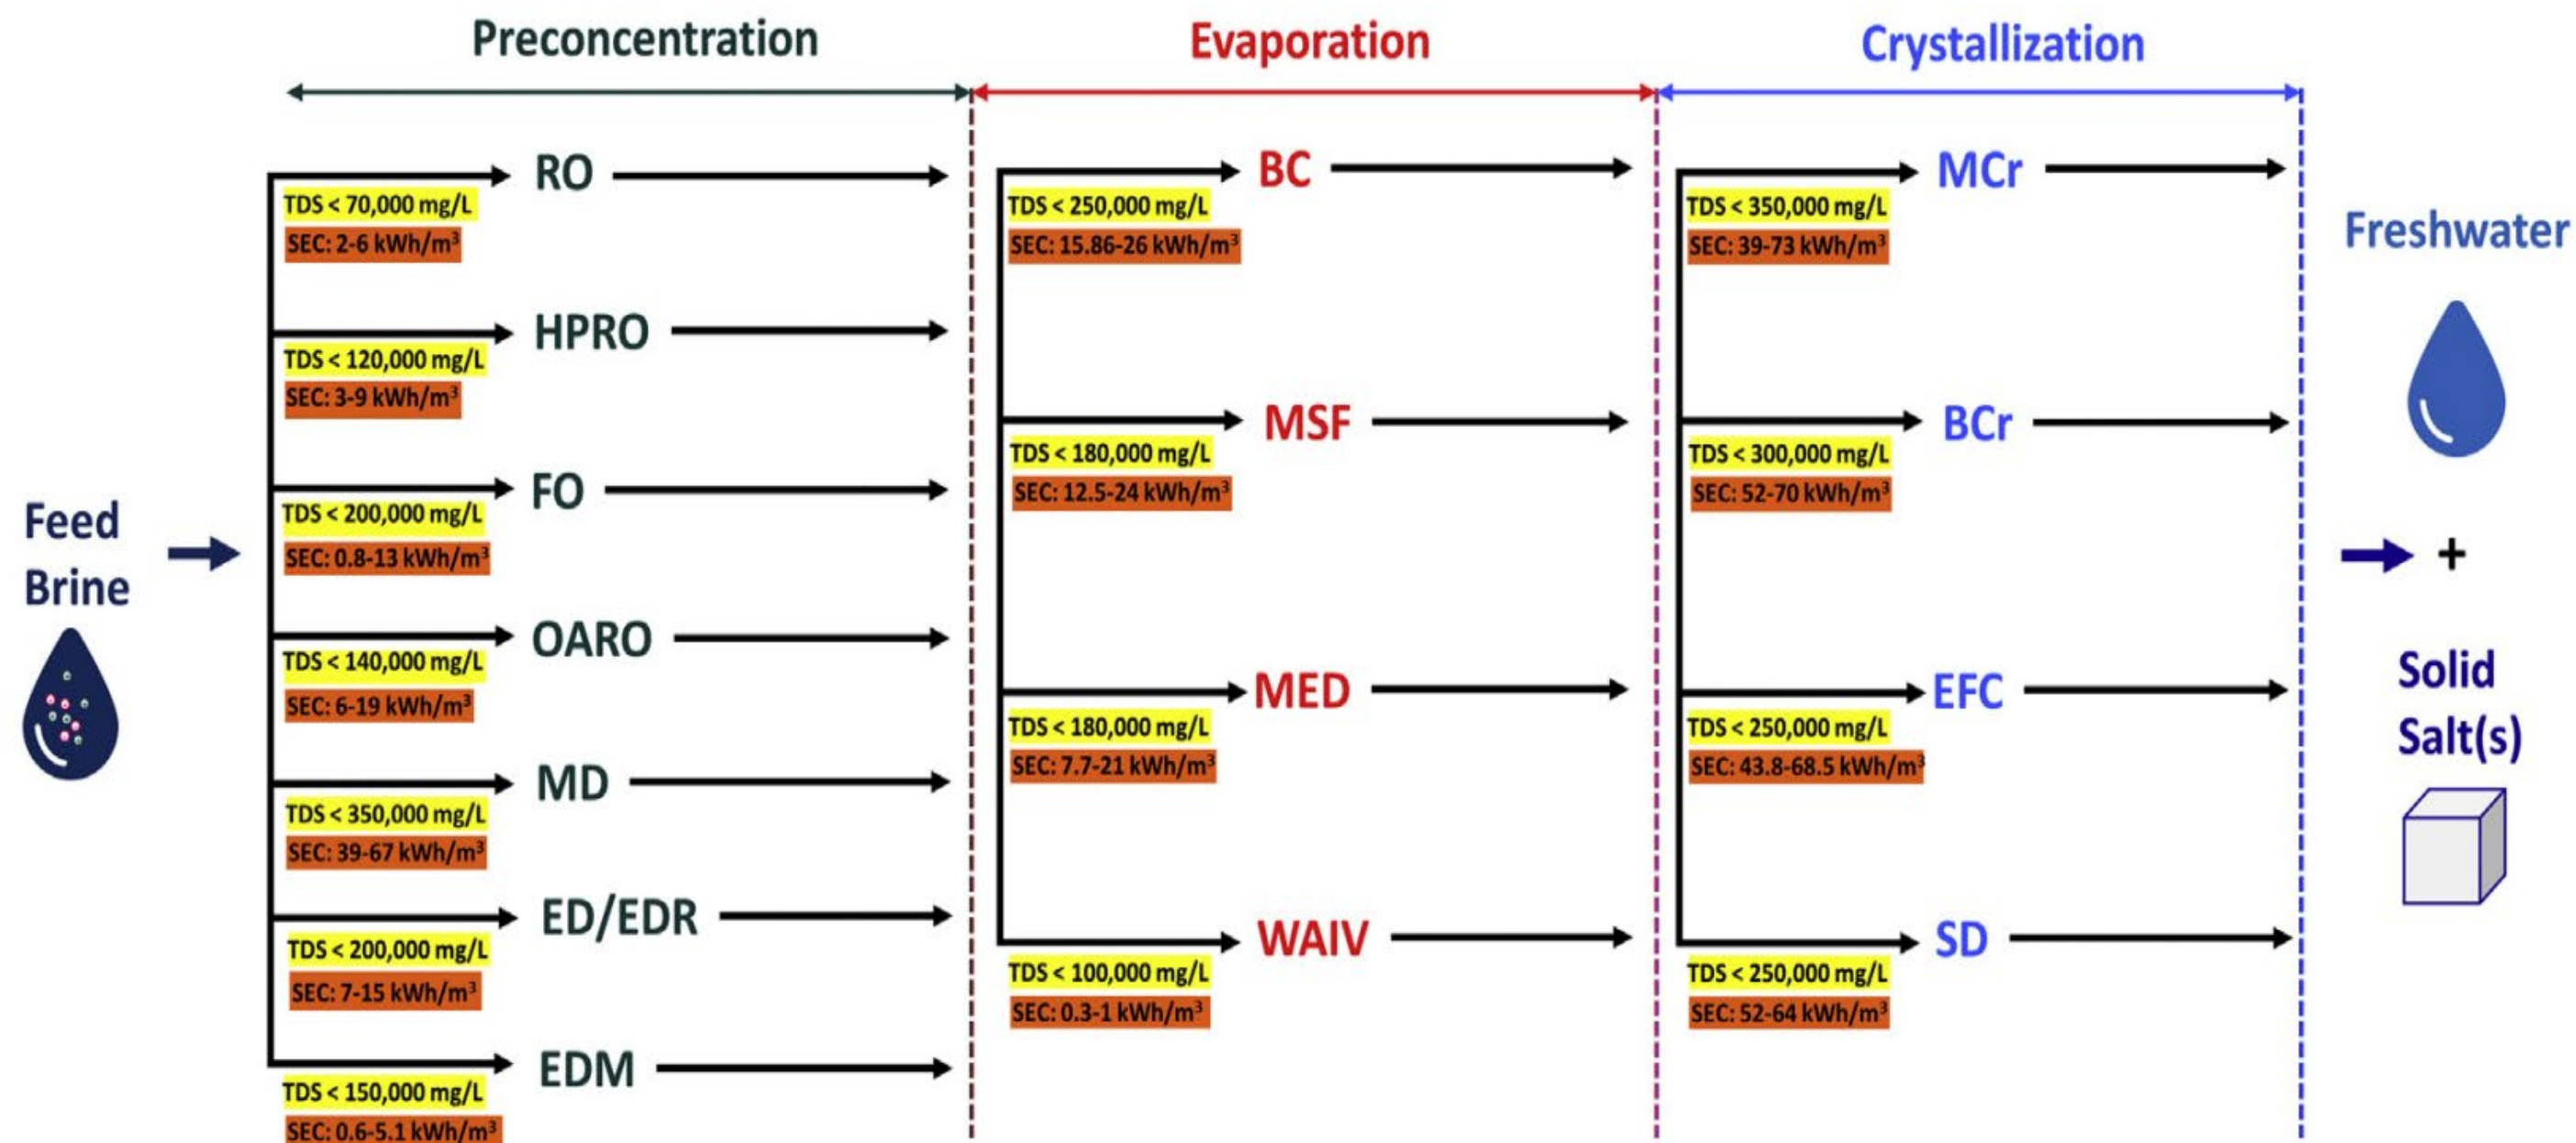 Preconcentration
Evaporation
Crystallization
Feed
Brine
RO
TDS < 70,000 mg/L
SEC: 2-6 kWh/m³
HPRO
TDS < 120,000 mg/L
SEC: 3-9 kWh/m³
FO
TDS < 200,000 mg/L
SEC: 0.8-13 kWh/m³
OARO
TDS < 140,000 mg/L
SEC: 6-19 kWh/m³
MD
TDS < 350,000 mg/L
SEC: 39-67 kWh/m³
ED/EDR
TDS < 200,000 mg/L
SEC: 7-15 kWh/m³
EDM
TDS < 150,000 mg/L
SEC: 0.6-5.1 kWh/m³
BC
TDS < 250,000 mg/L
SEC: 15.86-26 kWh/m³
MSF
TDS < 180,000 mg/L
SEC: 12.5-24 kWh/m³
MED
TDS < 180,000 mg/L
SEC: 7.7-21 kWh/m³
WAIV
TDS < 100,000 mg/L
SEC: 0.3-1 kWh/m³
MCr
TDS < 350,000 mg/L
SEC: 39-73 kWh/m³
BCr
TDS < 300,000 mg/L
SEC: 52-70 kWh/m³
EFC
TDS < 250,000 mg/L
SEC: 43.8-68.5 kWh/m³
SD
TDS < 250,000 mg/L
SEC: 52-64 kWh/m³
Freshwater
+
Solid
Salt(s)